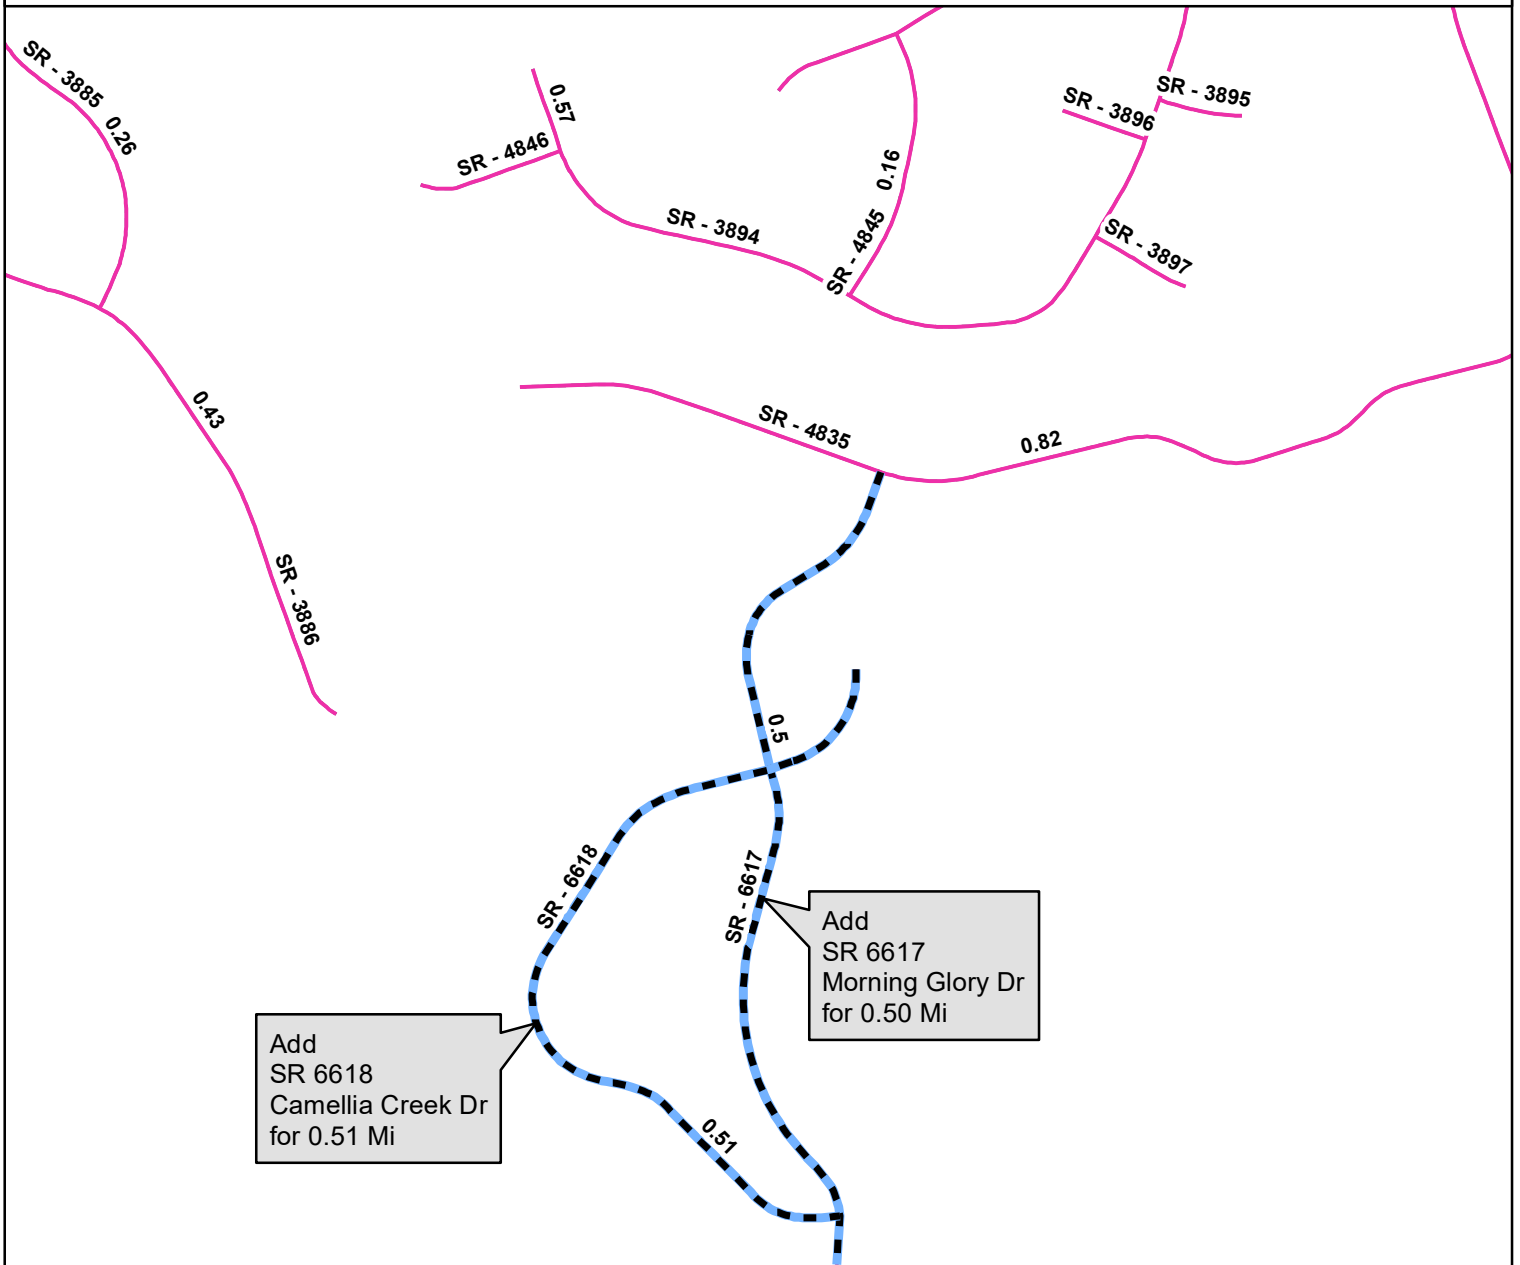 SR - 3885
0.26
0.57
SR - 4846
SR - 3894
0.16
SR - 4845
SR - 3895
SR - 3896
SR - 3897
0.43
SR - 3886
SR - 4835
0.82
0.5
SR - 6618
SR - 6617
Add
SR 6617
Morning Glory Dr
for 0.50 Mi
Add
SR 6618
Camellia Creek Dr
for 0.51 Mi
0.51